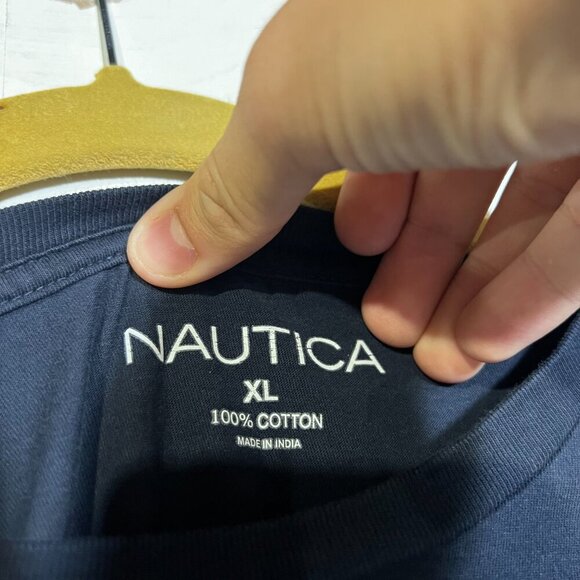 NAUTICA
XL
100% COTTON
MADE IN INDIA